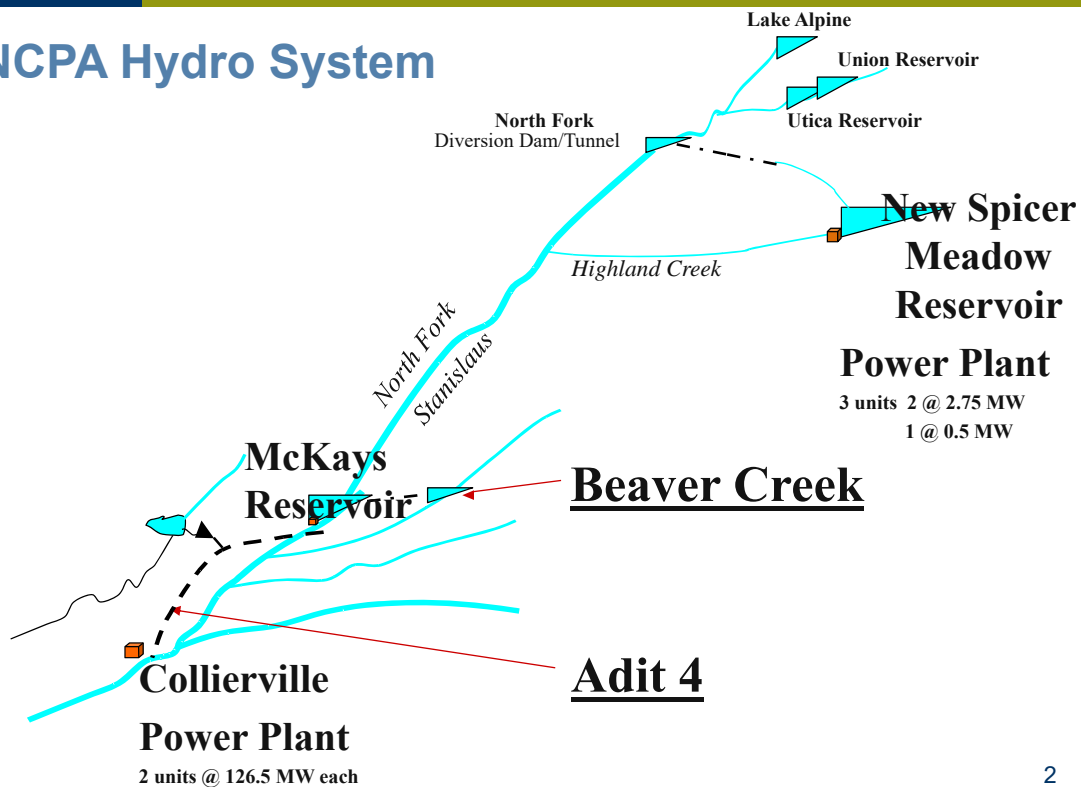 NCPA Hydro System
Lake Alpine
Union Reservoir
Utica Reservoir
North Fork
Diversion Dam/Tunnel
New Spicer
Meadow
Reservoir
Highland Creek
Power Plant
3 units 2 @ 2.75 MW
1 @ 0.5 MW
North Fork
Stanislaus
McKays
Reservoir
Beaver Creek
Adit 4
Collierville
Power Plant
2 units @ 126.5 MW each
2